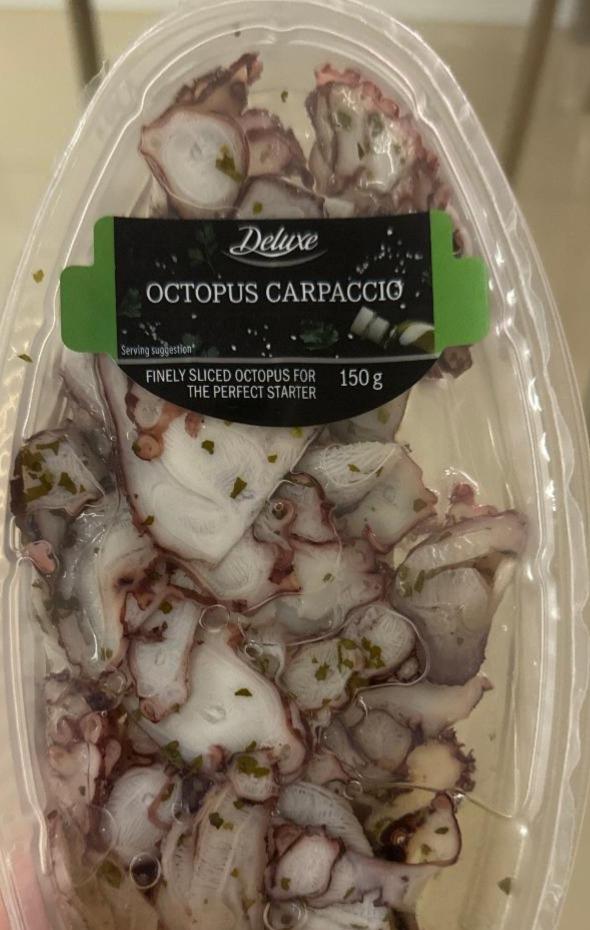 Deluxe
OCTOPUS CARPACCIO
Serving suggestion*
FINELY SLICED OCTOPUS FOR
THE PERFECT STARTER
150 g